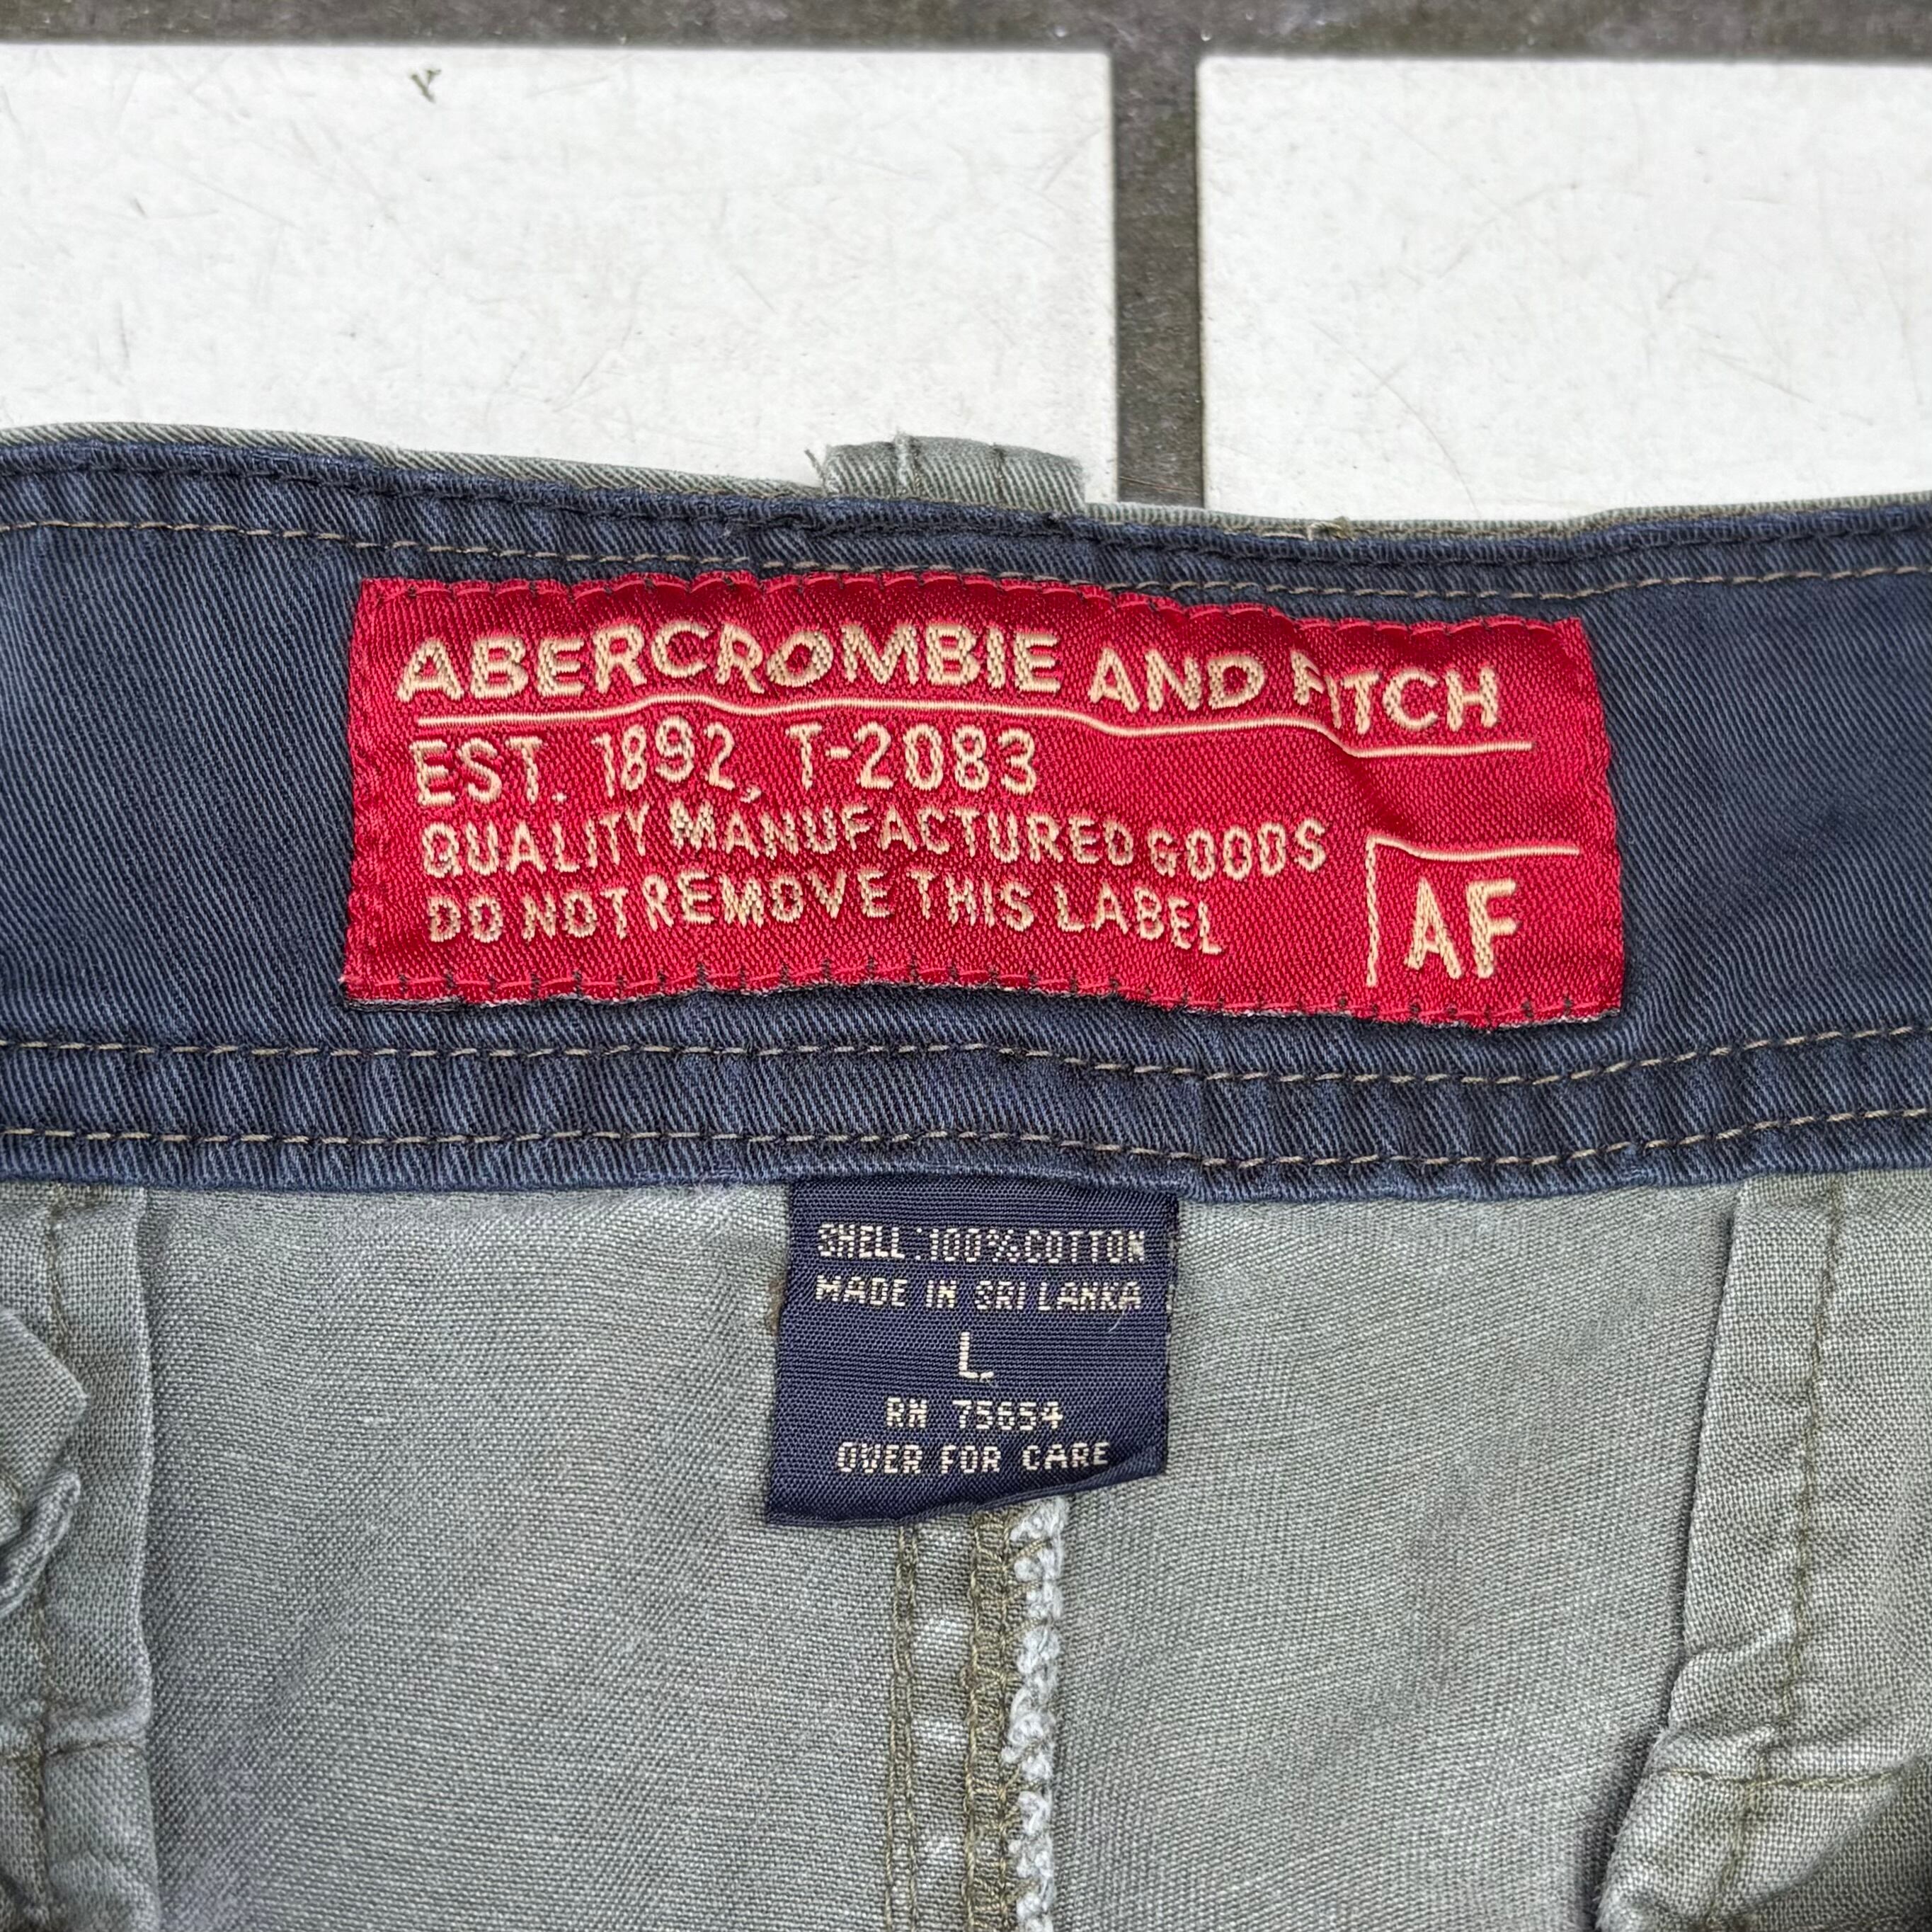 ABERCROMBIE AND FITCH
EST. 1892, T-2083
QUALITY MANUFACTURED GOODS
DO NOT REMOVE THIS LABEL
AF
SHELL:100%COTTON
MADE IN SRI LANKA
L
RN 75654
OVER FOR CARE